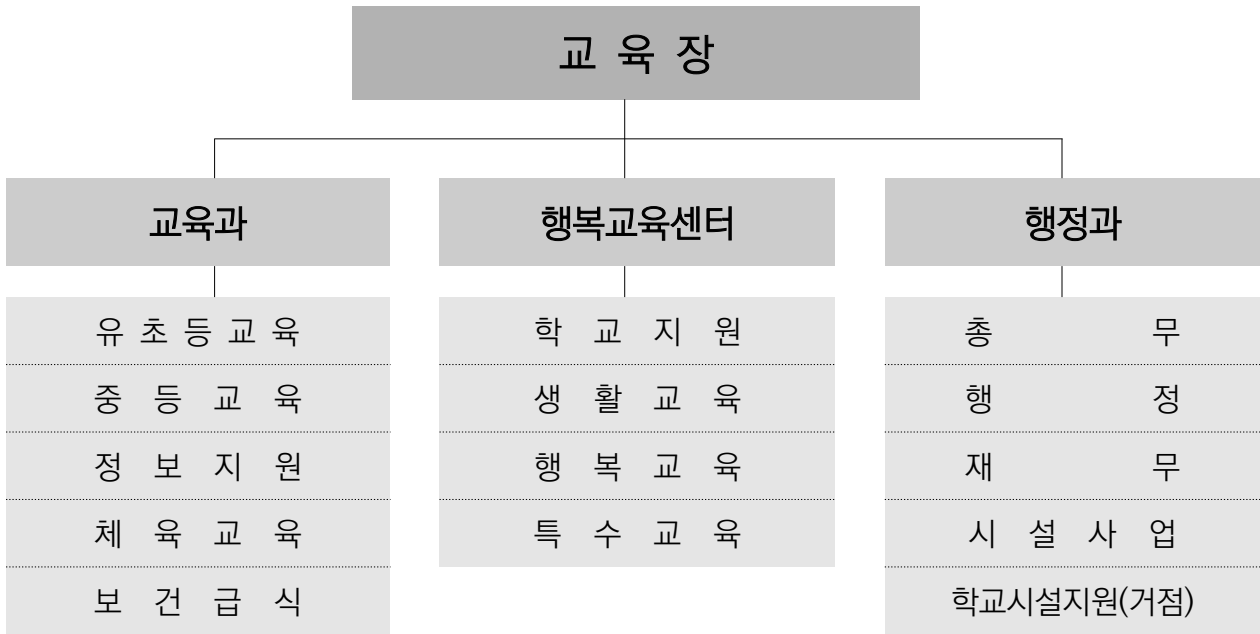 교 육 장
교육과
행복교육센터
행정과
유 초 등 교 육
중 등 교 육
정 보 지 원
체 육 교 육
보 건 급 식
학 교 지 원
생 활 교 육
행 복 교 육
특 수 교 육
총 무
행 정
재 무
시 설 사 업
학교시설지원(거점)